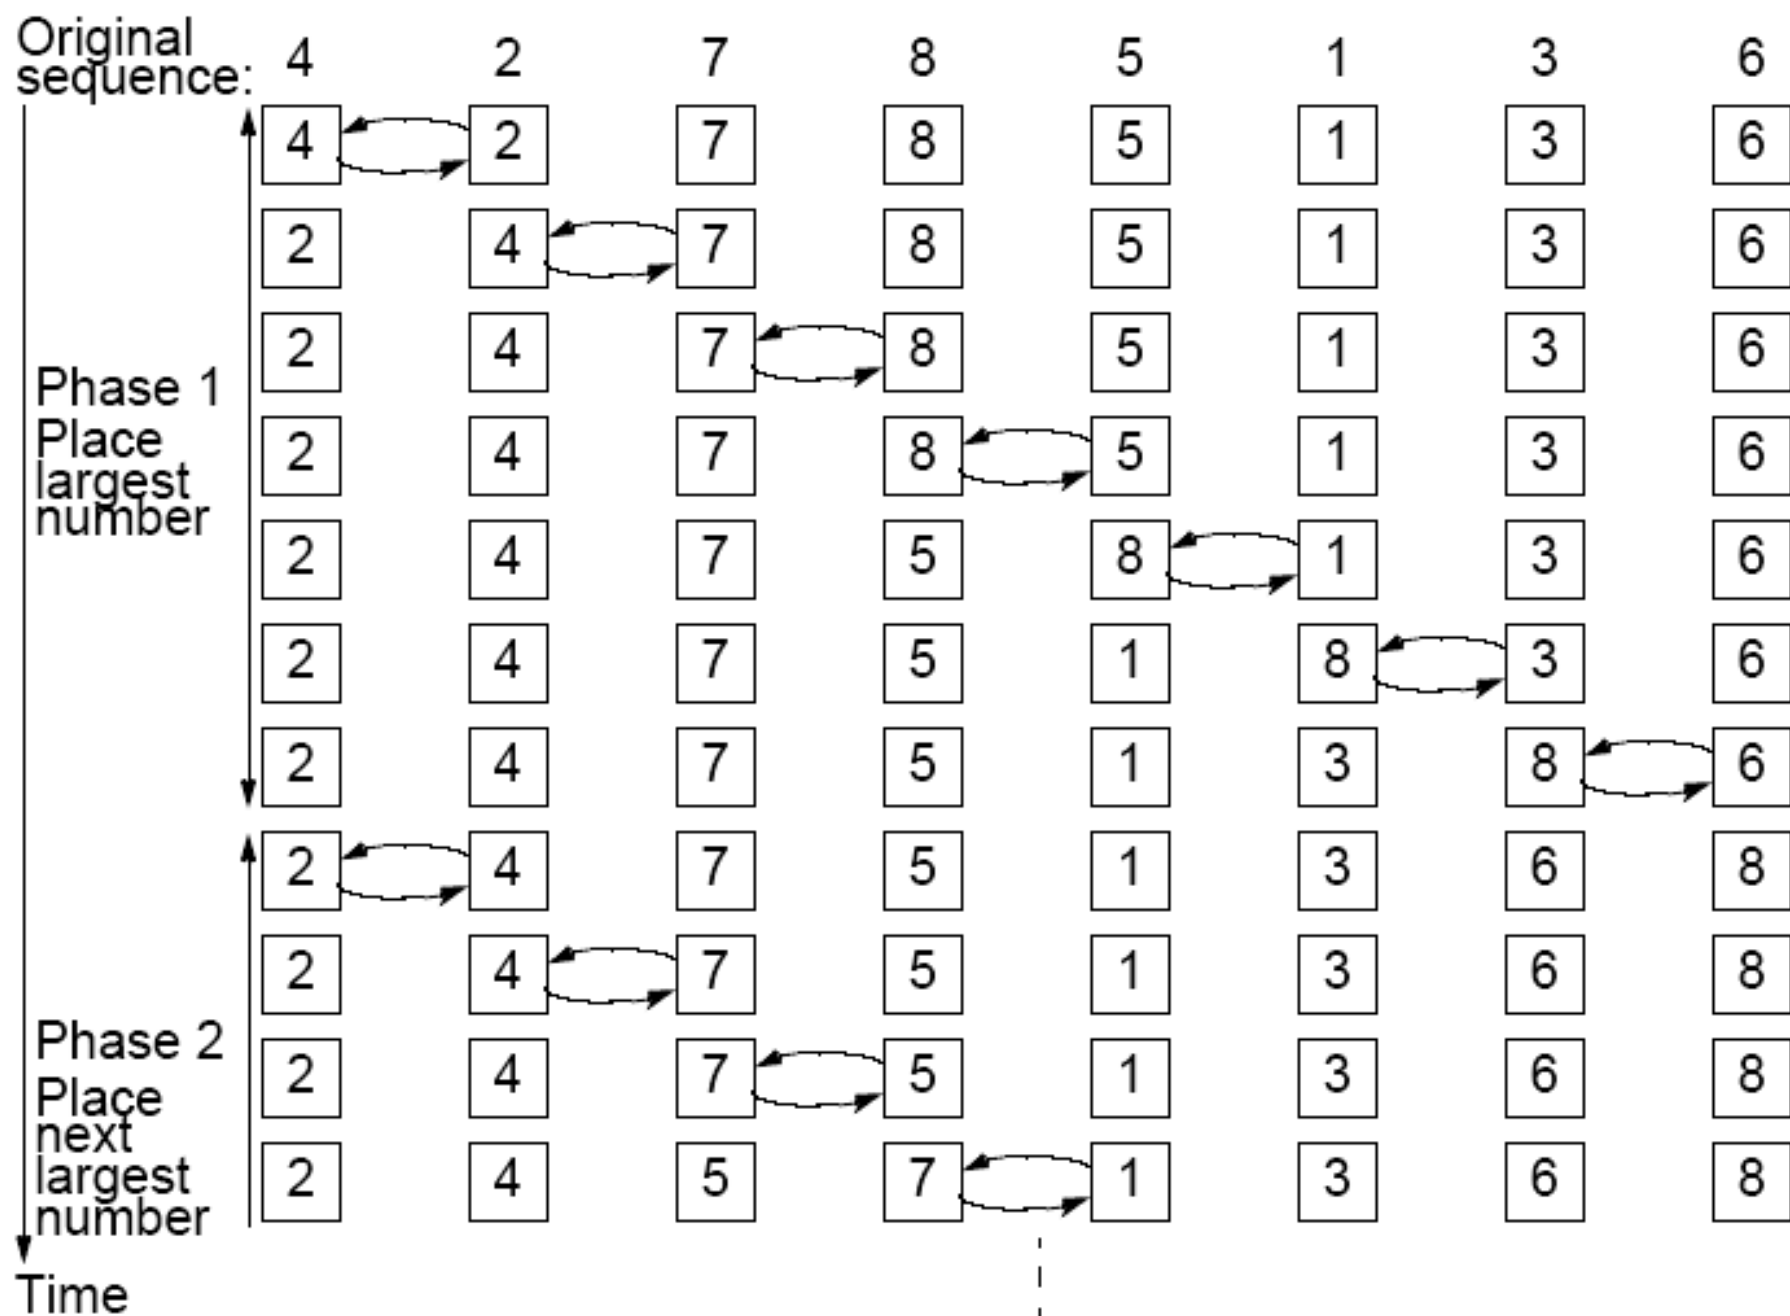 Original
sequence: 4 2 7 8 5 1 3 6
4 2 7 8 5 1 3 6
2 4 7 8 5 1 3 6
2 4 7 8 5 1 3 6
Phase 1
Place
largest
number
2 4 7 8 5 1 3 6
2 4 7 5 8 1 3 6
2 4 7 5 1 8 3 6
2 4 7 5 1 3 8 6
2 4 7 5 1 3 6 8
2 4 7 5 1 3 6 8
Phase 2
Place
next
largest
number
2 4 7 5 1 3 6 8
2 4 5 7 1 3 6 8
Time